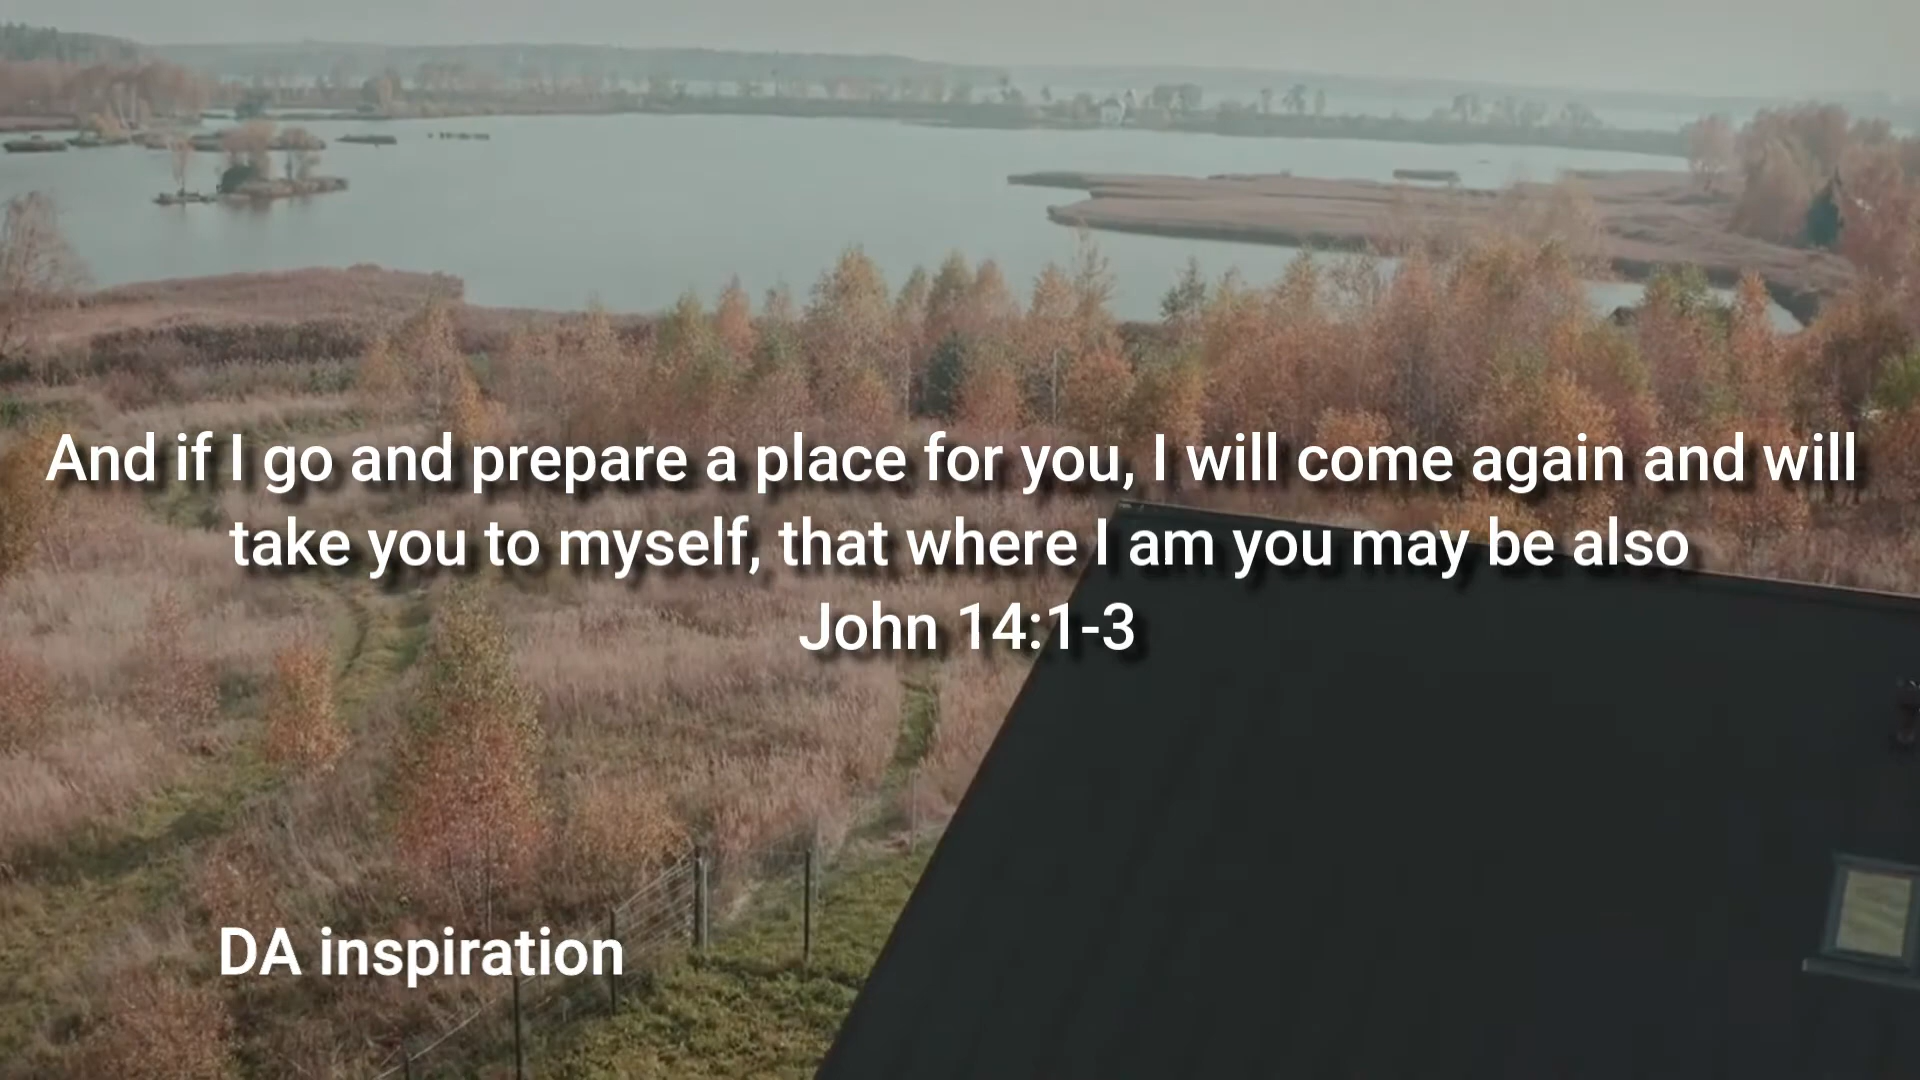 And if I go and prepare a place for you, I will come again and will
take you to myself, that where I am you may be also
John 14:1-3
DA inspiration